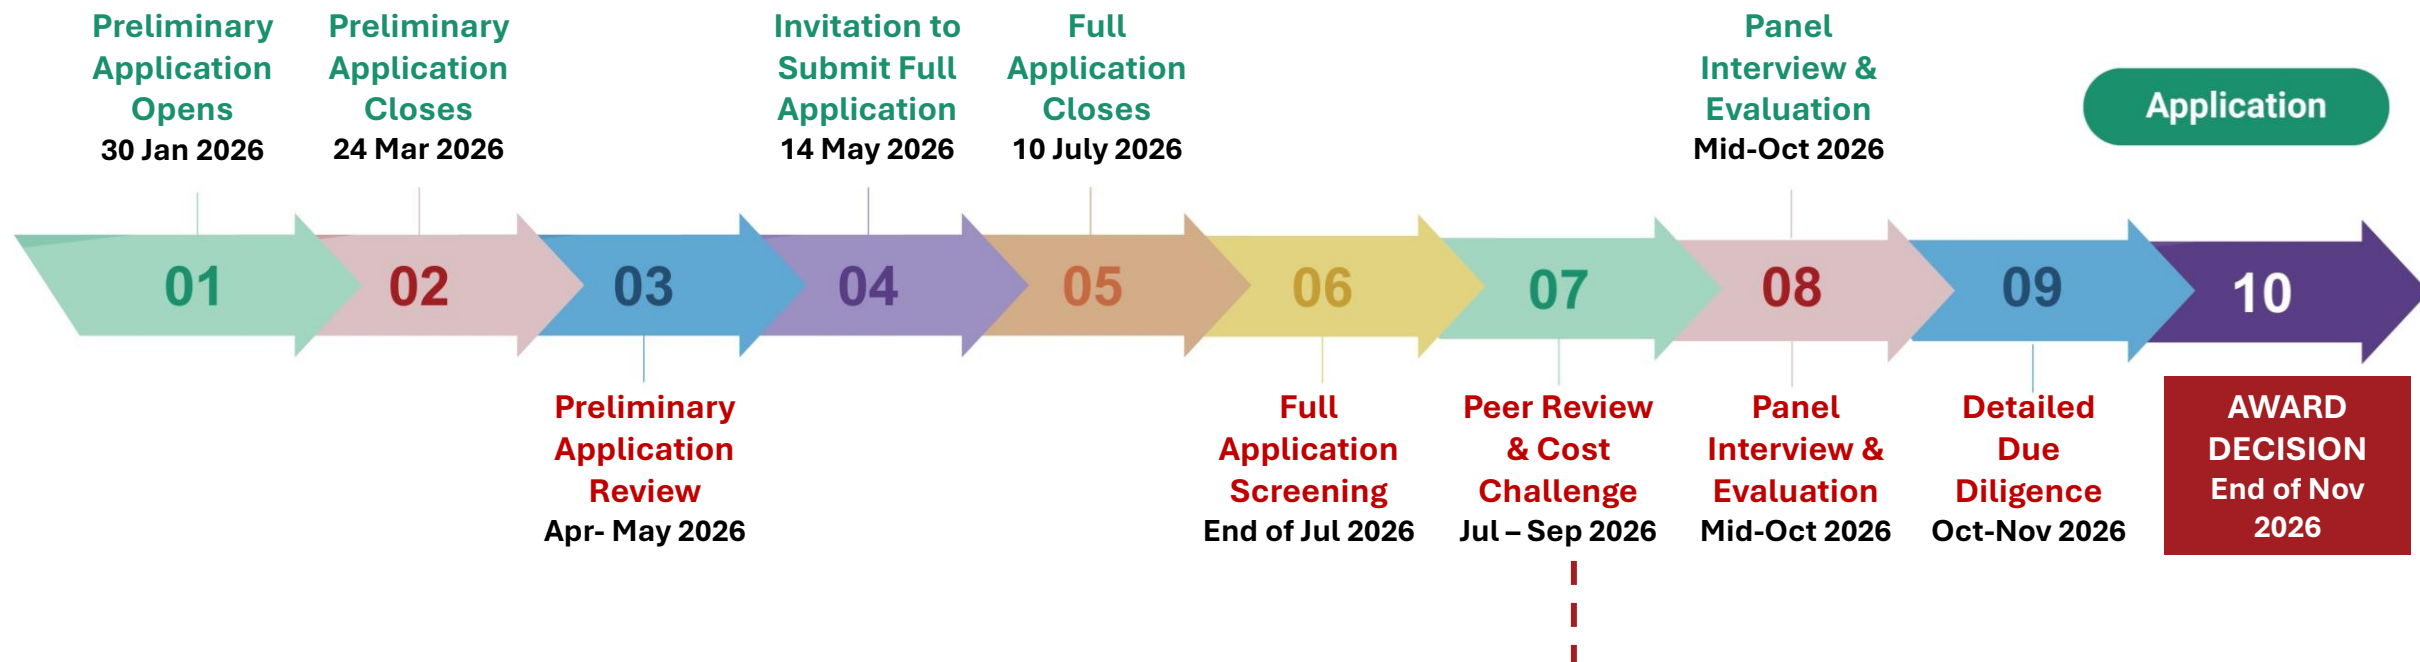 Preliminary
Application
Opens
30 Jan 2026
Preliminary
Application
Closes
24 Mar 2026
Invitation to
Submit Full
Application
14 May 2026
Full
Application
Closes
10 July 2026
Panel
Interview &
Evaluation
Mid-Oct 2026
Application
01
02
03
04
05
06
07
08
09
10
Preliminary
Application
Review
Apr- May 2026
Full
Application
Screening
End of Jul 2026
Peer Review
& Cost
Challenge
Jul – Sep 2026
Panel
Interview &
Evaluation
Mid-Oct 2026
Detailed
Due
Diligence
Oct-Nov 2026
AWARD
DECISION
End of Nov
2026